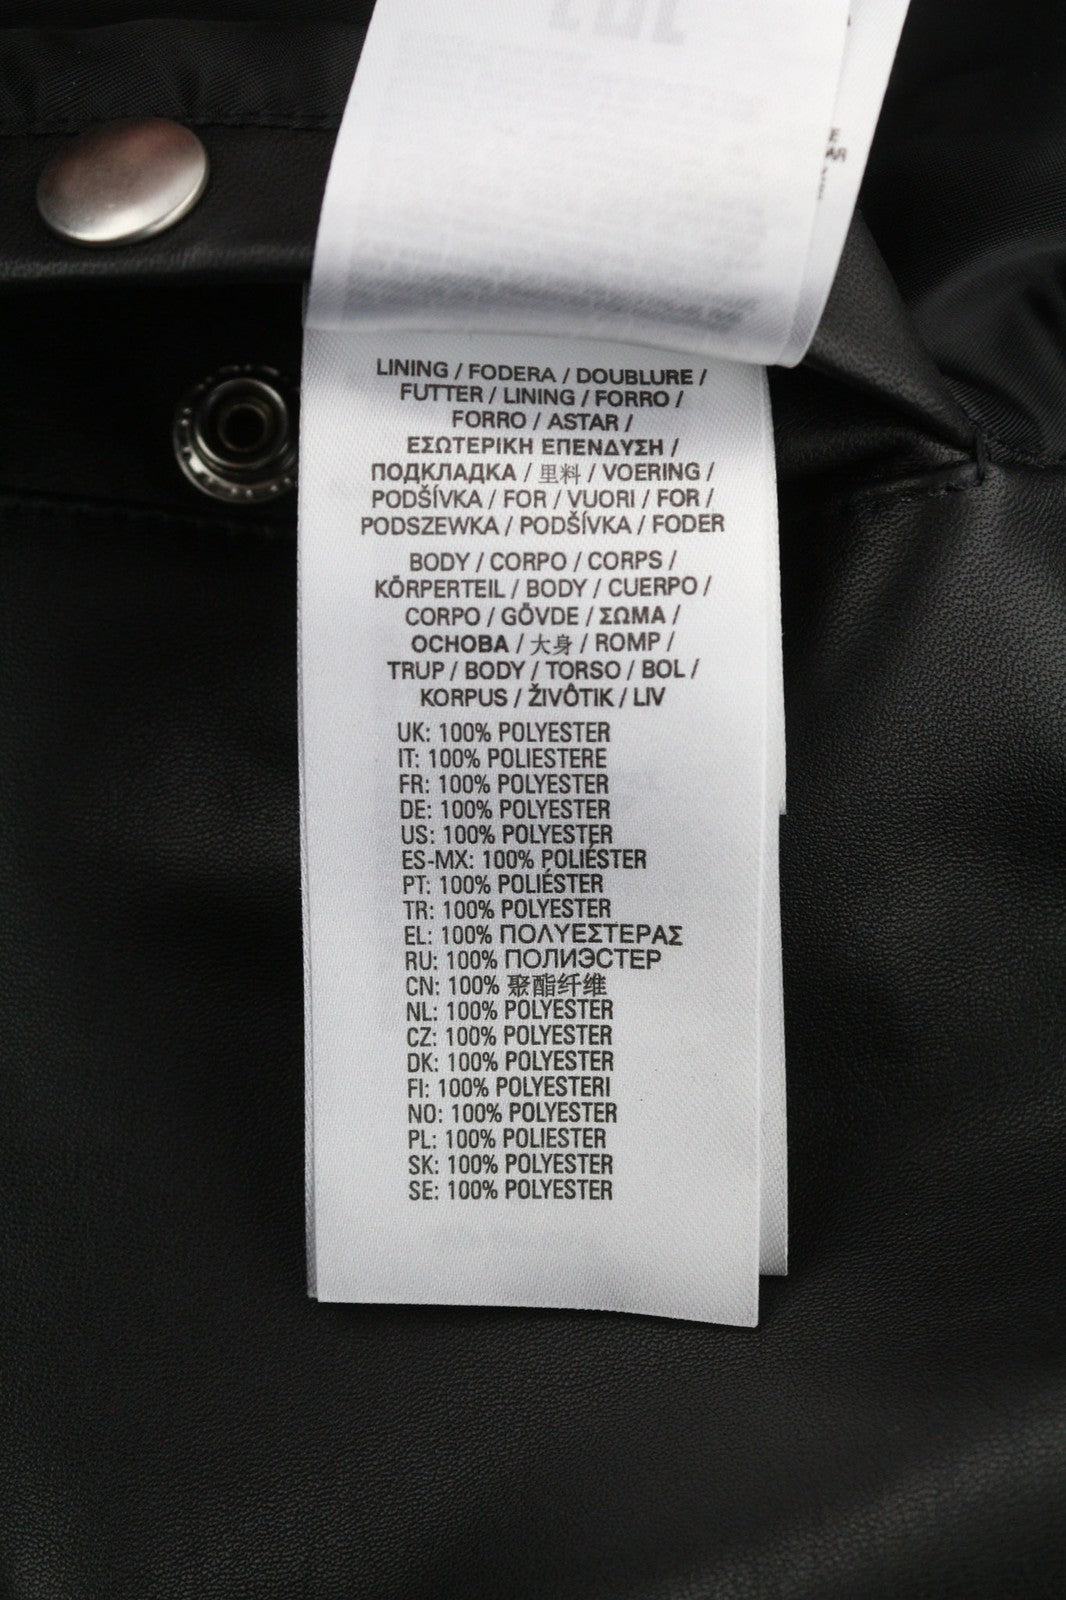 LINING / FODERA / DOUBLURE /
FUTTER / LINING / FORRO /
FORRO / ASTAR /
ΕΣΩΤΕΡΙΚΗ ΕΠΕΝΔΥΣΗ /
ПОДКЛАДКА / 里料 / VOERING /
PODŠÍVKA / FOR / VUORI / FOR /
PODSZEWKA / PODŠÍVKA / FODER
BODY / CORPO / CORPS /
KÖRPERTEIL / BODY / CUERPO /
CORPO / GÖVDE / ΣΩΜΑ /
ОСНОВА / 大身 / ROMP /
TRUP / BODY / TORSO / BOL /
KORPUS / ŽIVÔTIK / LIV
UK: 100% POLYESTER
IT: 100% POLIESTERE
FR: 100% POLYESTER
DE: 100% POLYESTER
US: 100% POLYESTER
ES-MX: 100% POLIÉSTER
PT: 100% POLIÉSTER
TR: 100% POLYESTER
EL: 100% ΠΟΛΥΕΣΤΕΡΑΣ
RU: 100% ПОЛИЭСТЕР
CN: 100% 聚酯纤维
NL: 100% POLYESTER
CZ: 100% POLYESTER
DK: 100% POLYESTER
FI: 100% POLYESTERI
NO: 100% POLYESTER
PL: 100% POLIESTER
SK: 100% POLYESTER
SE: 100% POLYESTER